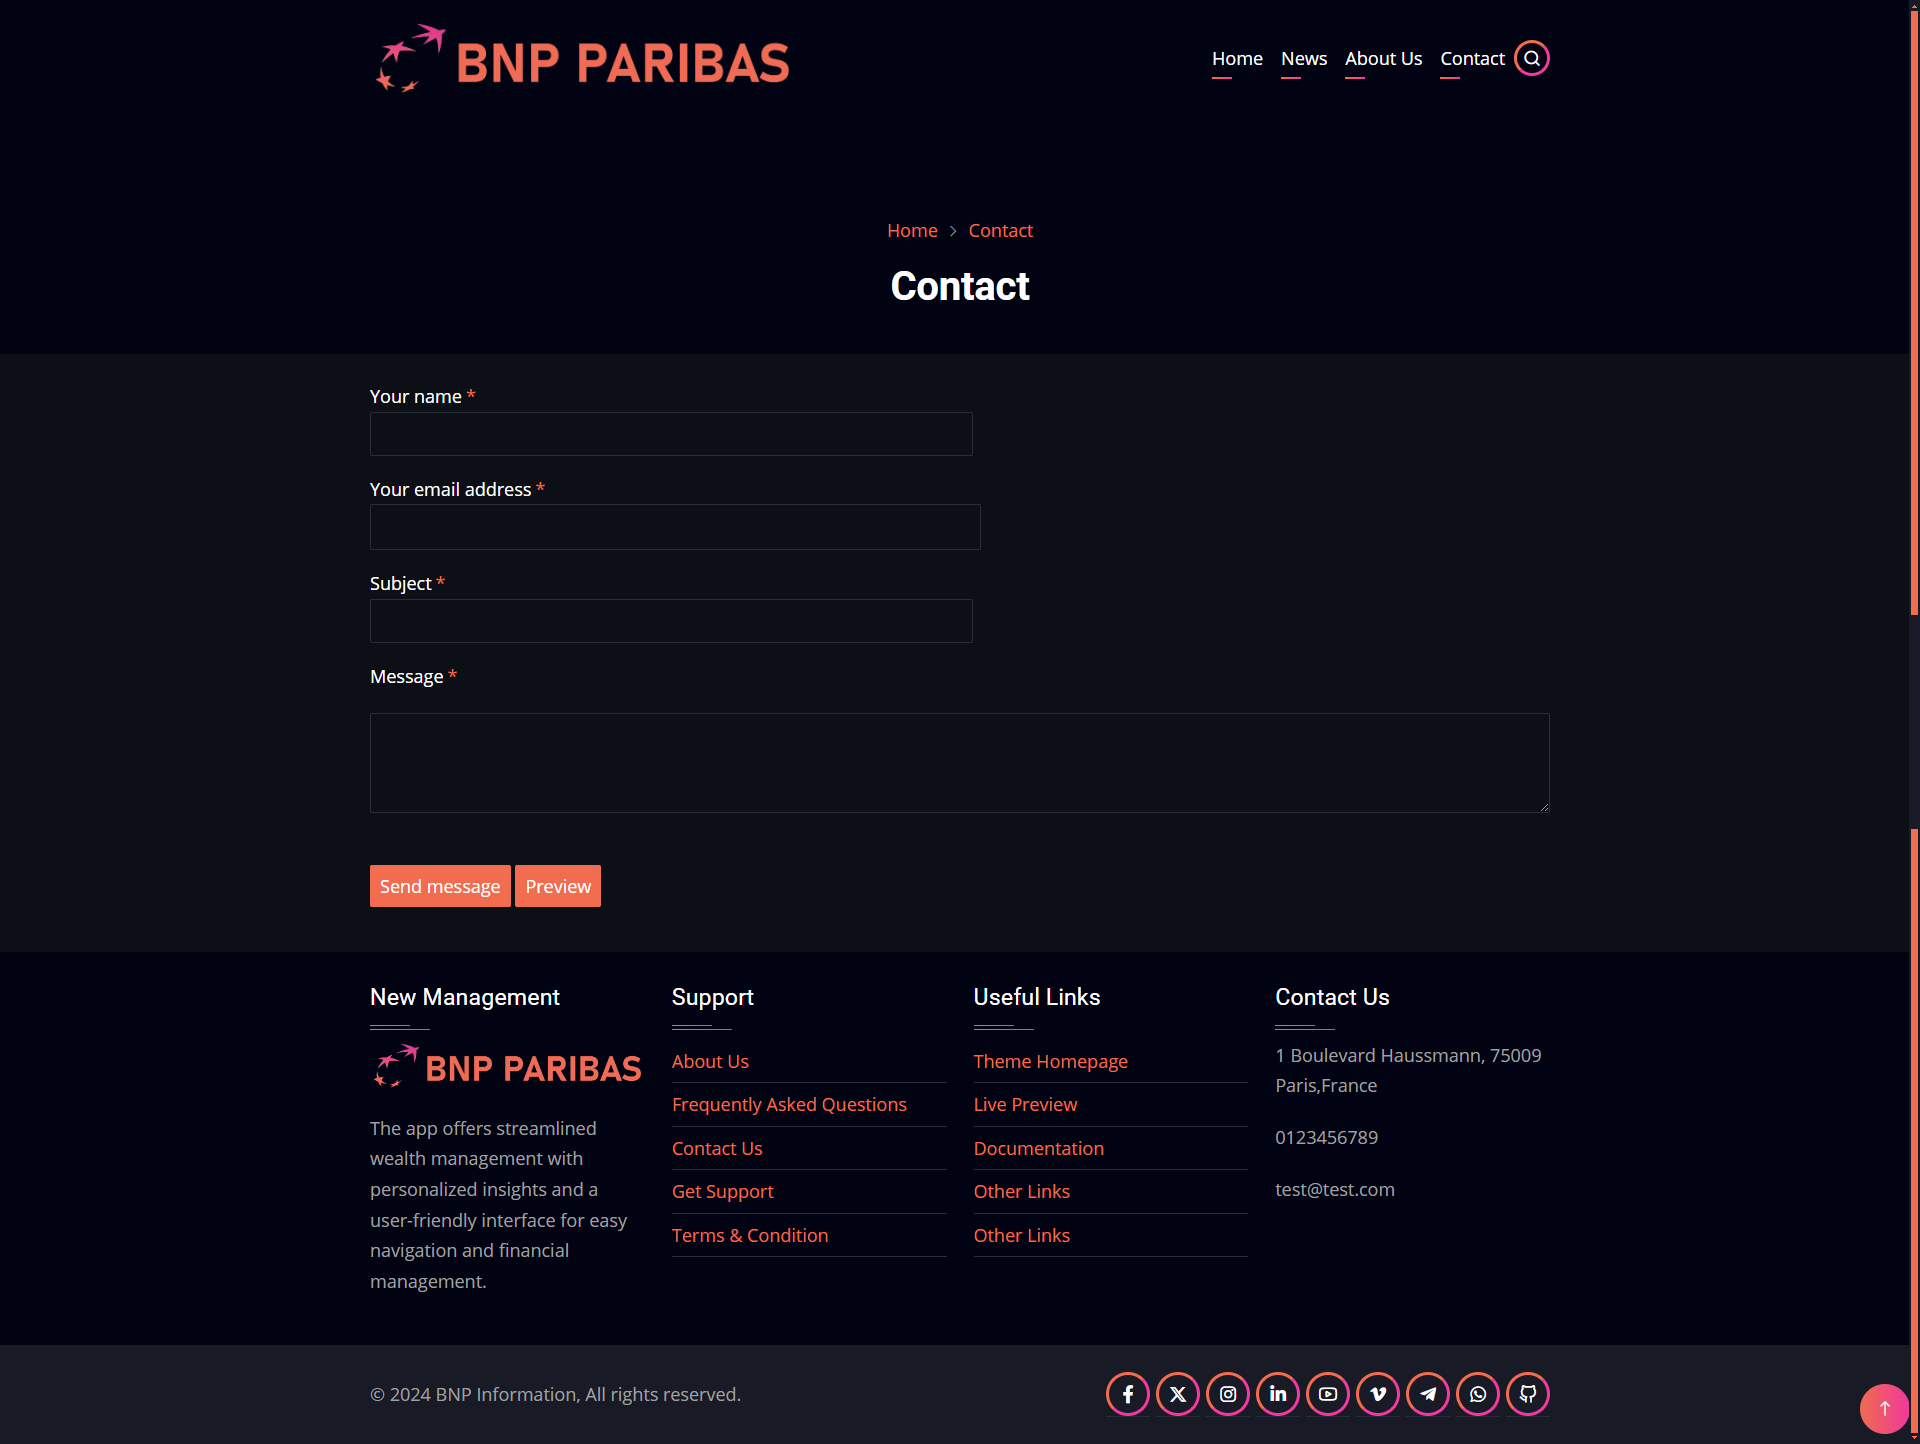 BNP PARIBAS
Home News About Us Contact
Home > Contact
Contact
Your name *
Your email address *
Subject *
Message *
Send message Preview
New Management
BNP PARIBAS
The app offers streamlined
wealth management with
personalized insights and a
user-friendly interface for easy
navigation and financial
management.
Support
About Us
Frequently Asked Questions
Contact Us
Get Support
Terms & Condition
Useful Links
Theme Homepage
Live Preview
Documentation
Other Links
Other Links
Contact Us
1 Boulevard Haussmann, 75009
Paris,France
0123456789
test@test.com
© 2024 BNP Information, All rights reserved.